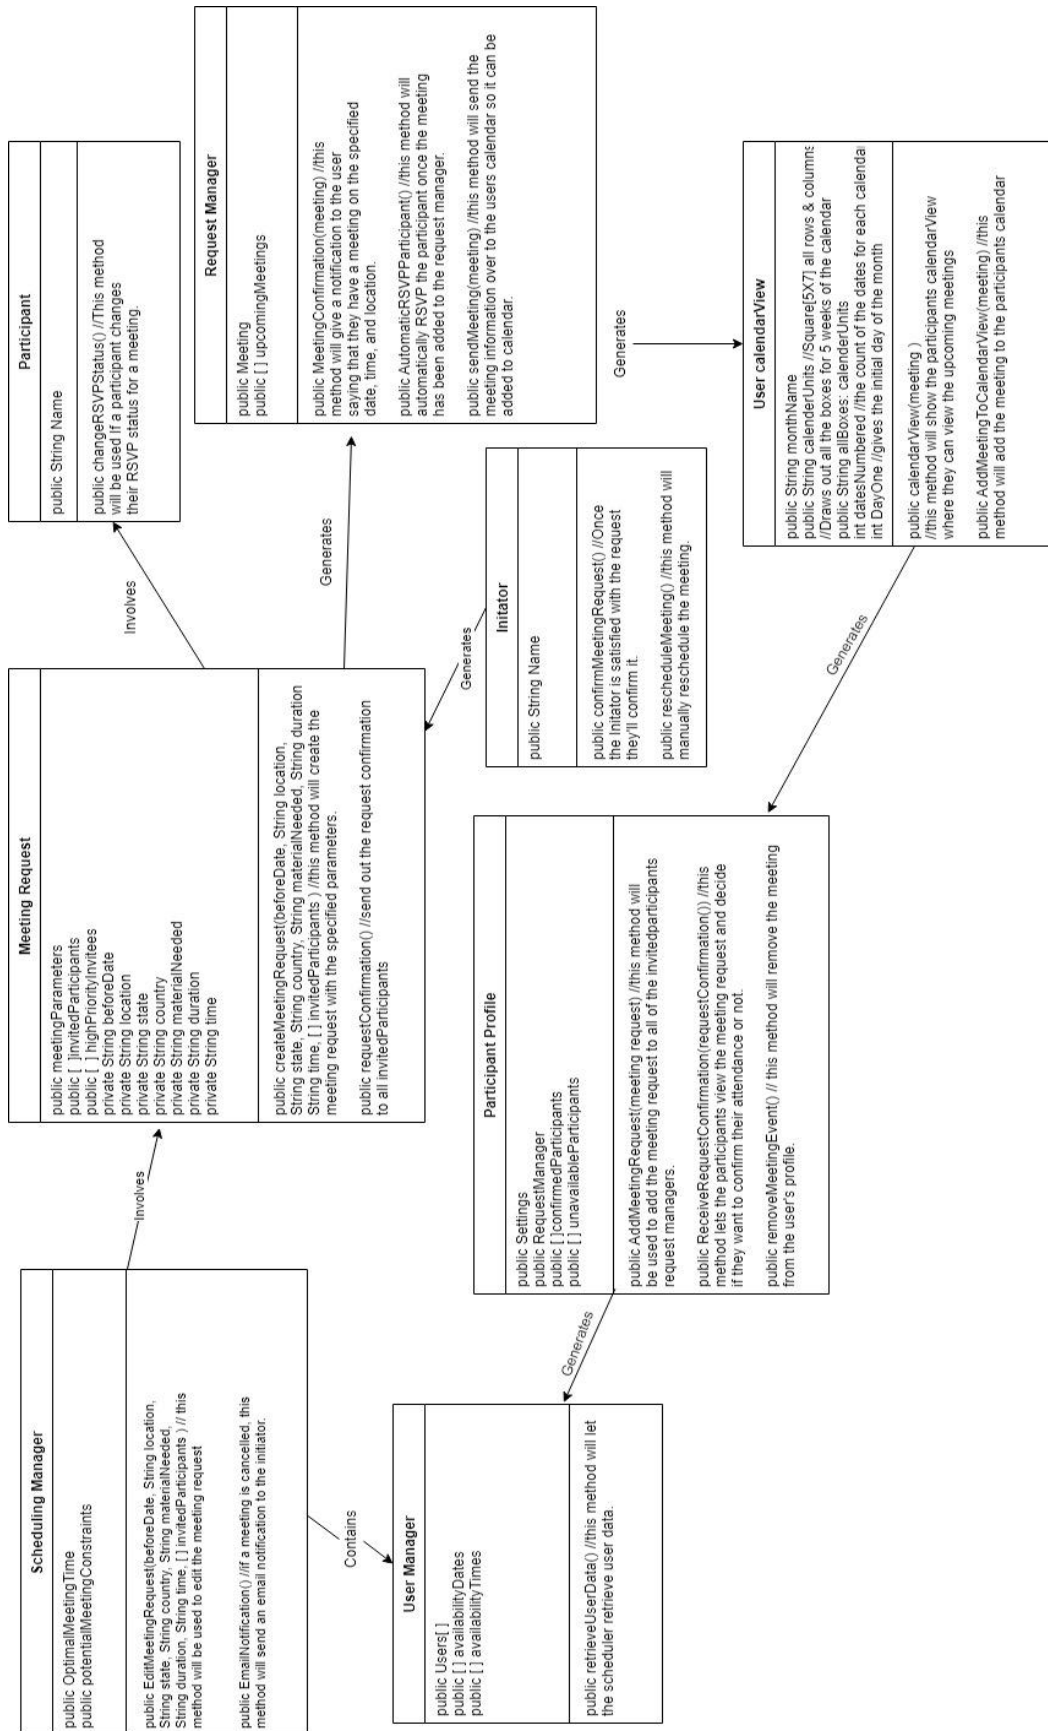 Scheduling Manager
public OptimalMeetingTime
public potentialMeetingConstraints
public EditMeetingRequest(beforeDate, String location,
String state, String country, String materialNeeded,
String duration, String time, [ ] invitedParticipants ) // this
method will be used to edit the meeting request
public EmailNotification() //if a meeting is cancelled, this
method will send an email notification to the initiator.
Involves
Meeting Request
public meetingParameters
public [ ]invitedParticipants
public [ ] highPriorityInvitees
private String beforeDate
private String location
private String state
private String country
private String materialNeeded
private String duration
private String time
public createMeetingRequest(beforeDate, String location,
String state, String country, String materialNeeded, String duration
String time, [ ] invitedParticipants ) //this method will create the
meeting request with the specified parameters.
public requestConfirmation() //send out the request confirmation
to all invitedParticipants
Involves
Participant
public String Name
public changeRSVPStatus() //This method
will be used if a participant changes
their RSVP status for a meeting.
Generates
Request Manager
public Meeting
public [ ] upcomingMeetings
public MeetingConfirmation(meeting) //this
method will give a notification to the user
saying that they have a meeting on the specified
date, time, and location.
public AutomaticRSVPParticipant() //this method will
automatically RSVP the participant once the meeting
has been added to the request manager.
public sendMeeting(meeting) //this method will send the
meeting information over to the users calendar so it can be
added to calendar.
Generates
Initator
public String Name
public confirmMeetingRequest() //Once
the Initator is satisfied with the request
they'll confirm it.
public rescheduleMeeting() //this method will
manually reschedule the meeting.
Contains
User Manager
public Users[ ]
public [ ] availabilityDates
public [ ] availabilityTimes
public retrieveUserData() //this method will let
the scheduler retrieve user data.
Generates
Participant Profile
public Settings
public RequestManager
public [ ]confirmedParticipants
public [ ] unavailableParticipants
public AddMeetingRequest(meeting request) //this method will
be used to add the meeting request to all of the invitedparticipants
request managers.
public ReceiveRequestConfirmation(requestConfirmation()) //this
method lets the participants view the meeting request and decide
if they want to confirm their attendance or not.
public removeMeetingEvent() // this method will remove the meeting
from the user's profile.
Generates
Generates
User calendarView
public String monthName
public String calenderUnits //Square[5X7] all rows & columns
//Draws out all the boxes for 5 weeks of the calendar
public String allBoxes: calenderUnits
int datesNumbered //the count of the dates for each calendar
int DayOne //gives the initial day of the month
public calendarView(meeting )
//this method will show the participants calendarView
where they can view the upcoming meetings
public AddMeetingToCalendarView(meeting) //this
method will add the meeting to the participants calendar